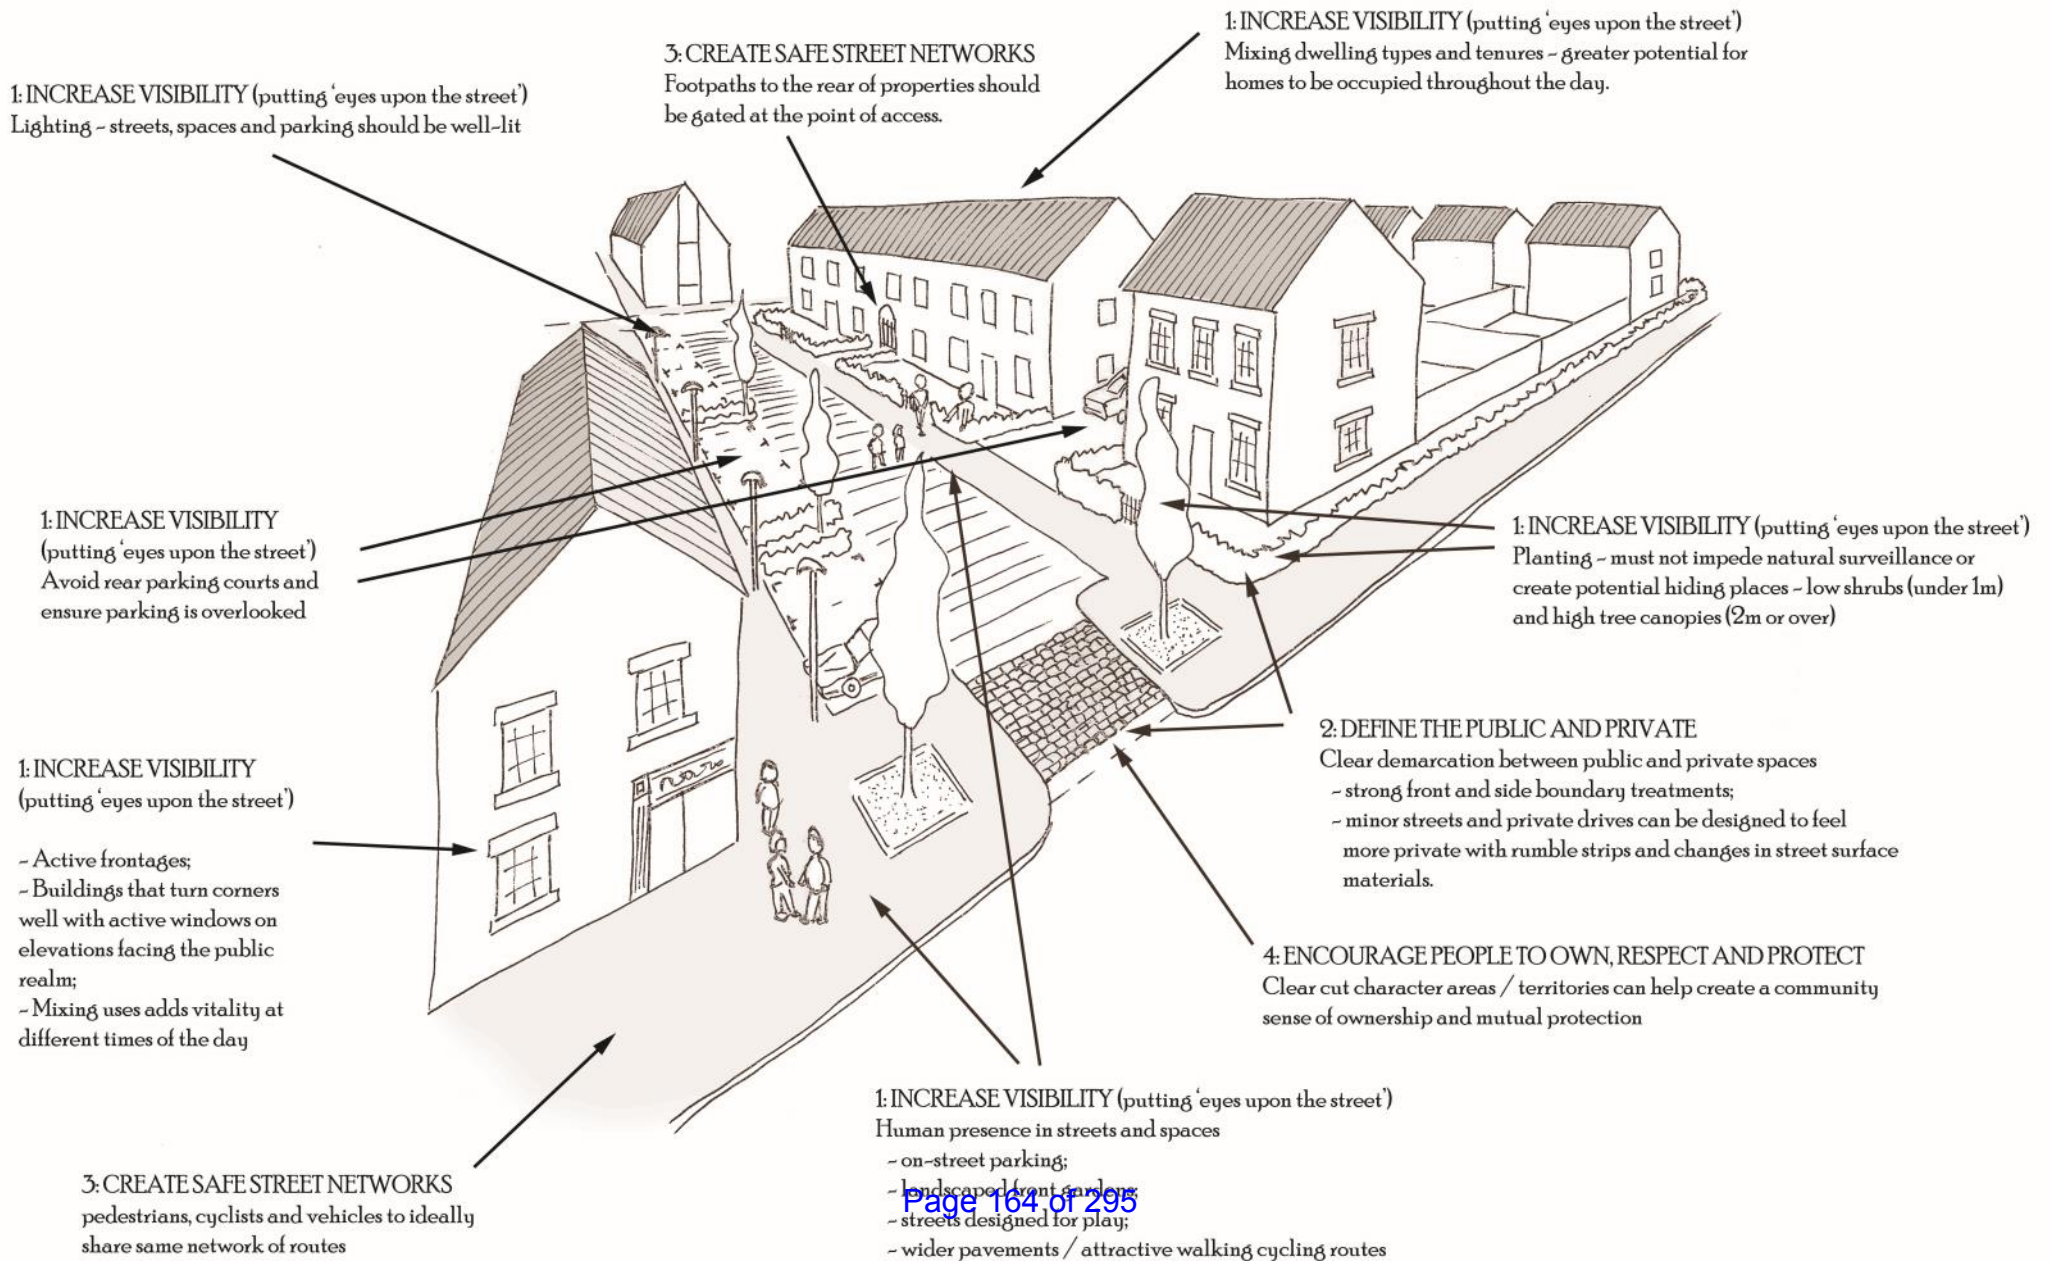 1: INCREASE VISIBILITY (putting 'eyes upon the street')
Mixing dwelling types and tenures - greater potential for
homes to be occupied throughout the day.
3: CREATE SAFE STREET NETWORKS
Footpaths to the rear of properties should
be gated at the point of access.
1: INCREASE VISIBILITY (putting 'eyes upon the street')
Lighting - streets, spaces and parking should be well-lit
1: INCREASE VISIBILITY
(putting 'eyes upon the street')
Avoid rear parking courts and
ensure parking is overlooked
1: INCREASE VISIBILITY (putting 'eyes upon the street')
Planting - must not impede natural surveillance or
create potential hiding places - low shrubs (under 1m)
and high tree canopies (2m or over)
2: DEFINE THE PUBLIC AND PRIVATE
Clear demarcation between public and private spaces
- strong front and side boundary treatments;
- minor streets and private drives can be designed to feel
more private with rumble strips and changes in street surface
materials.
1: INCREASE VISIBILITY
(putting 'eyes upon the street')
- Active frontages;
- Buildings that turn corners
well with active windows on
elevations facing the public
realm;
- Mixing uses adds vitality at
different times of the day
4: ENCOURAGE PEOPLE TO OWN, RESPECT AND PROTECT
Clear cut character areas / territories can help create a community
sense of ownership and mutual protection
1: INCREASE VISIBILITY (putting 'eyes upon the street')
Human presence in streets and spaces
- on-street parking;
- landscaped front gardens;
- streets designed for play;
- wider pavements / attractive walking cycling routes
3: CREATE SAFE STREET NETWORKS
pedestrians, cyclists and vehicles to ideally
share same network of routes
Page 164 of 295